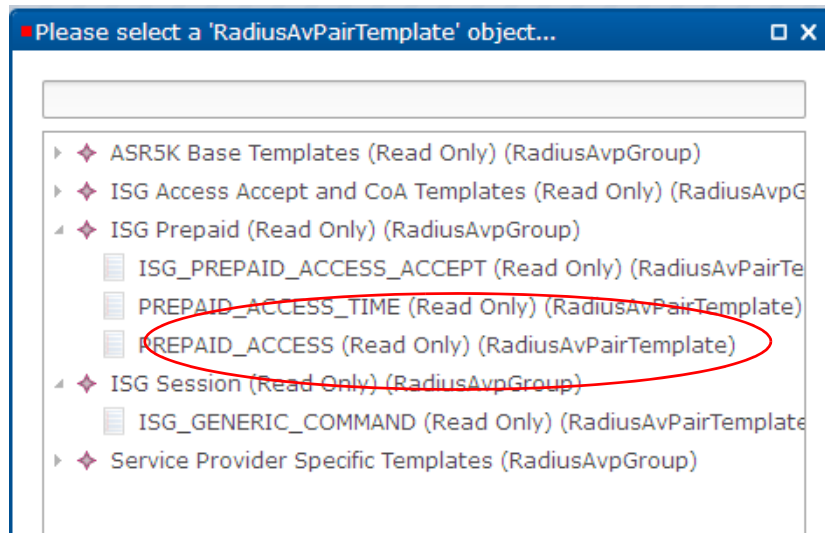 Please select a 'RadiusAvPairTemplate' object...
ASR5K Base Templates (Read Only) (RadiusAvpGroup)
ISG Access Accept and CoA Templates (Read Only) (RadiusAvpG
ISG Prepaid (Read Only) (RadiusAvpGroup)
ISG_PREPAID_ACCESS_ACCEPT (Read Only) (RadiusAvPairTe
PREPAID_ACCESS_TIME (Read Only) (RadiusAvPairTemplate)
PREPAID_ACCESS (Read Only) (RadiusAvPairTemplate)
ISG Session (Read Only) (RadiusAvpGroup)
ISG_GENERIC_COMMAND (Read Only) (RadiusAvPairTemplate
Service Provider Specific Templates (RadiusAvpGroup)